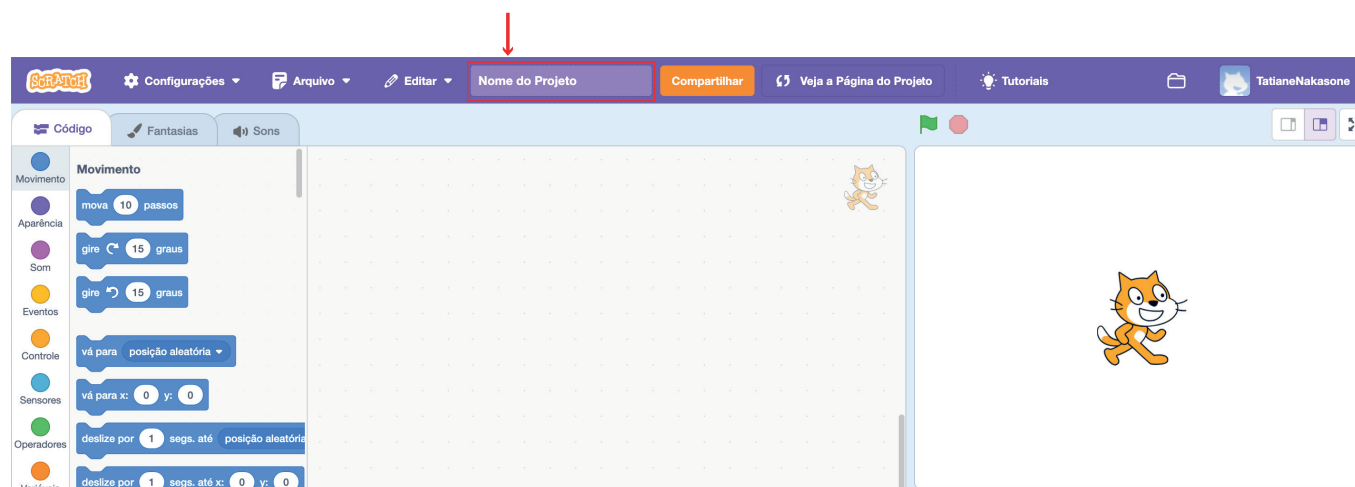 SCRATCH Configurações Arquivo Editar Nome do Projeto Compartilhar Veja a Página do Projeto Tutoriais TatianeNakasone
Código Fantasias Sons
Movimento
Aparência
Som
Eventos
Controle
Sensores
Operadores
Variáveis
Movimento
mova 10 passos
gire 15 graus
gire 15 graus
vá para posição aleatória
vá para x: 0 y: 0
deslize por 1 segs. até posição aleatória
deslize por 1 segs. até x: 0 y: 0